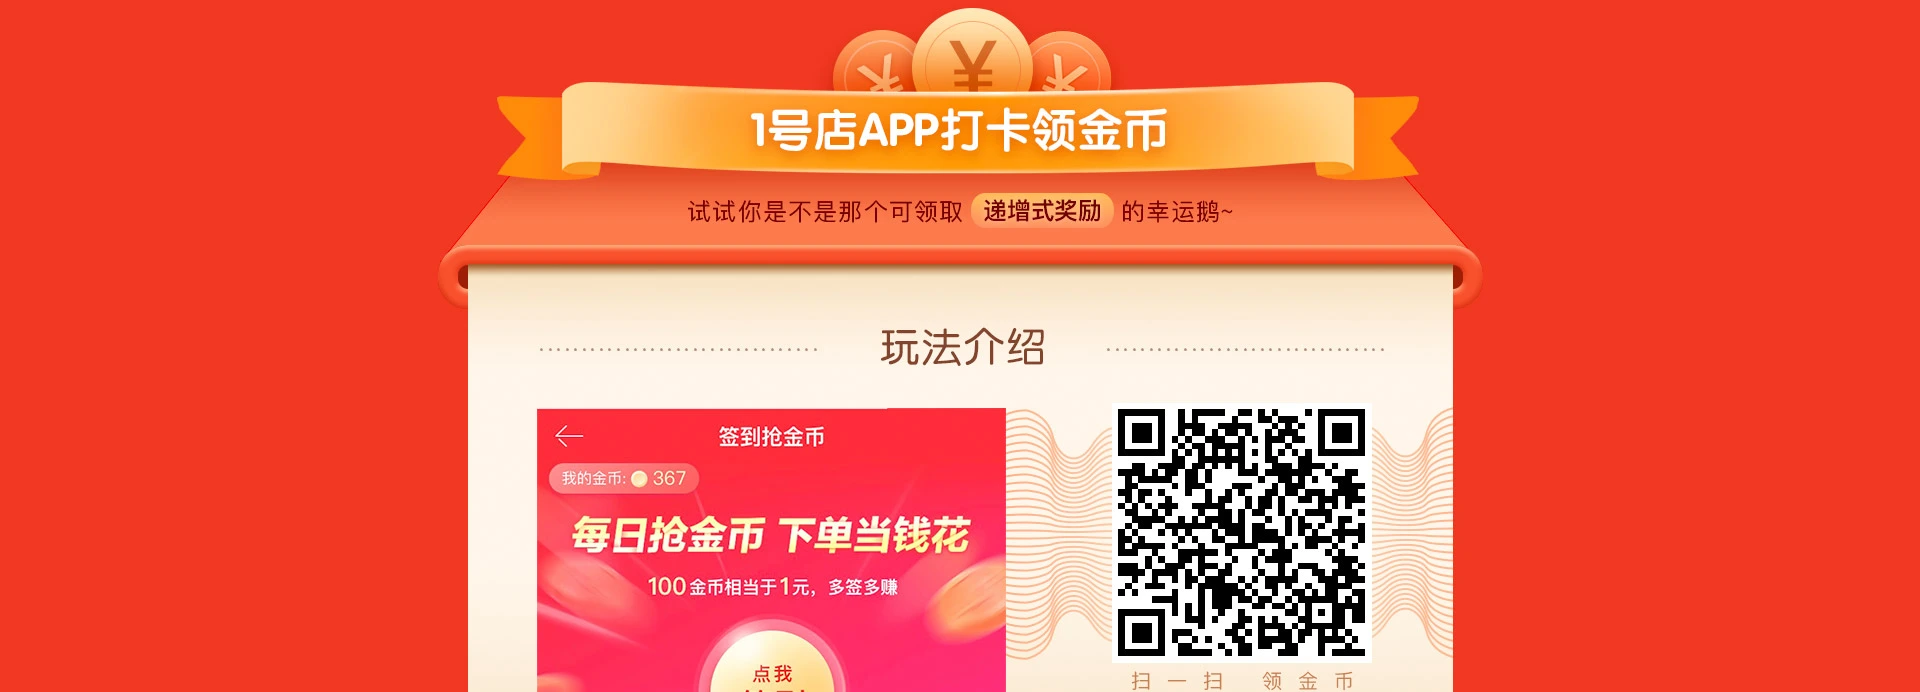 1号店APP打卡领金币
试试你是不是那个可领取 递增式奖励 的幸运鹅~
玩法介绍
签到抢金币
我的金币: 367
每日抢金币 下单当钱花
100金币相当于1元，多签多赚
点我
扫一扫 领金币